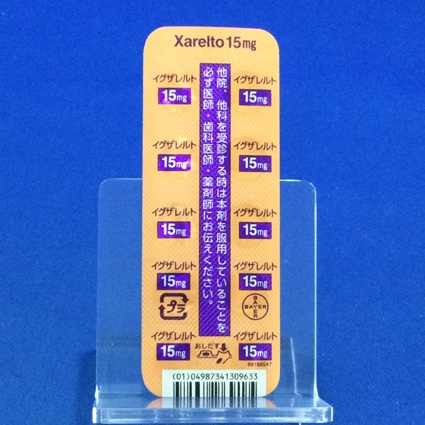 Xarelto 15mg
イグザレルト
15mg
イグザレルト
15mg
イグザレルト
15mg
イグザレルト
15mg
イグザレルト
15mg
イグザレルト
15mg
イグザレルト
15mg
イグザレルト
15mg
イグザレルト
15mg
イグザレルト
15mg
他院、他科を受診する時は本剤を服用していることを
必ず医師・歯科医師・薬剤師にお伝えください。
プラ
BAYER
BAYER
おしだす
(01)04987341309633